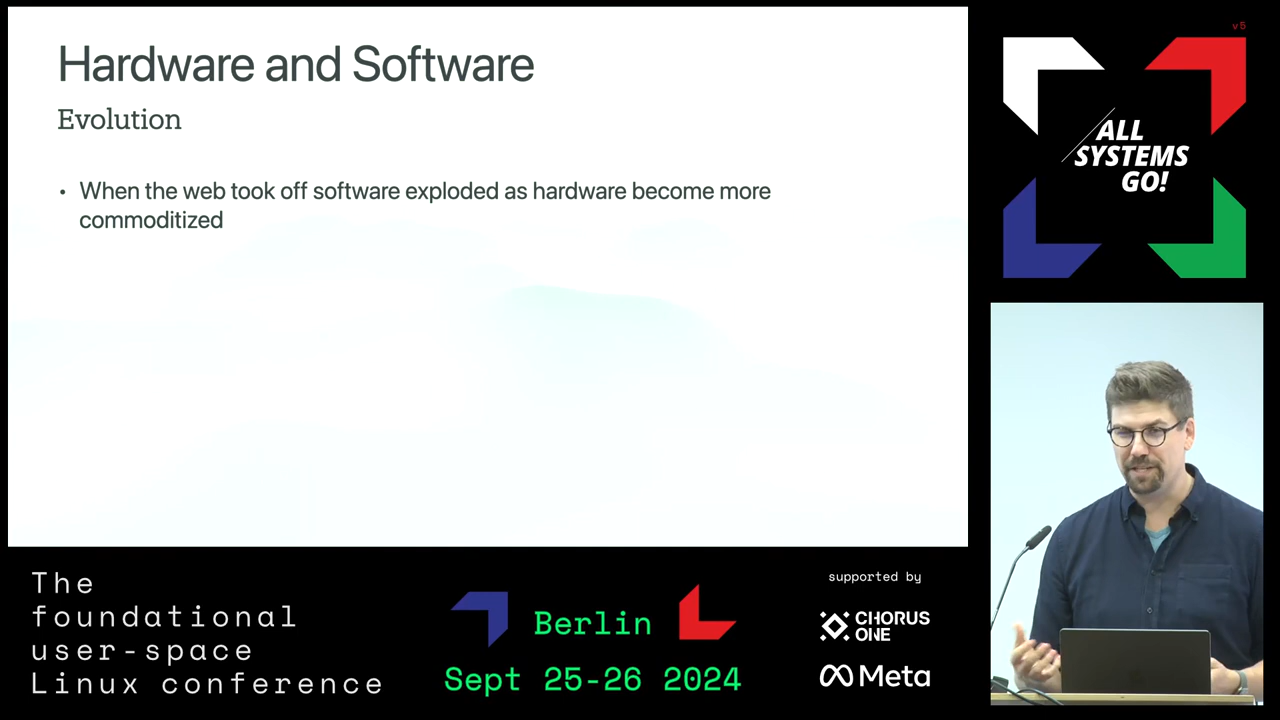 Hardware and Software
Evolution
• When the web took off software exploded as hardware become more
commoditized
v5
ALL
SYSTEMS
GO!
The
foundational
user-space
Linux conference
Berlin
Sept 25-26 2024
supported by
CHORUS
ONE
Meta